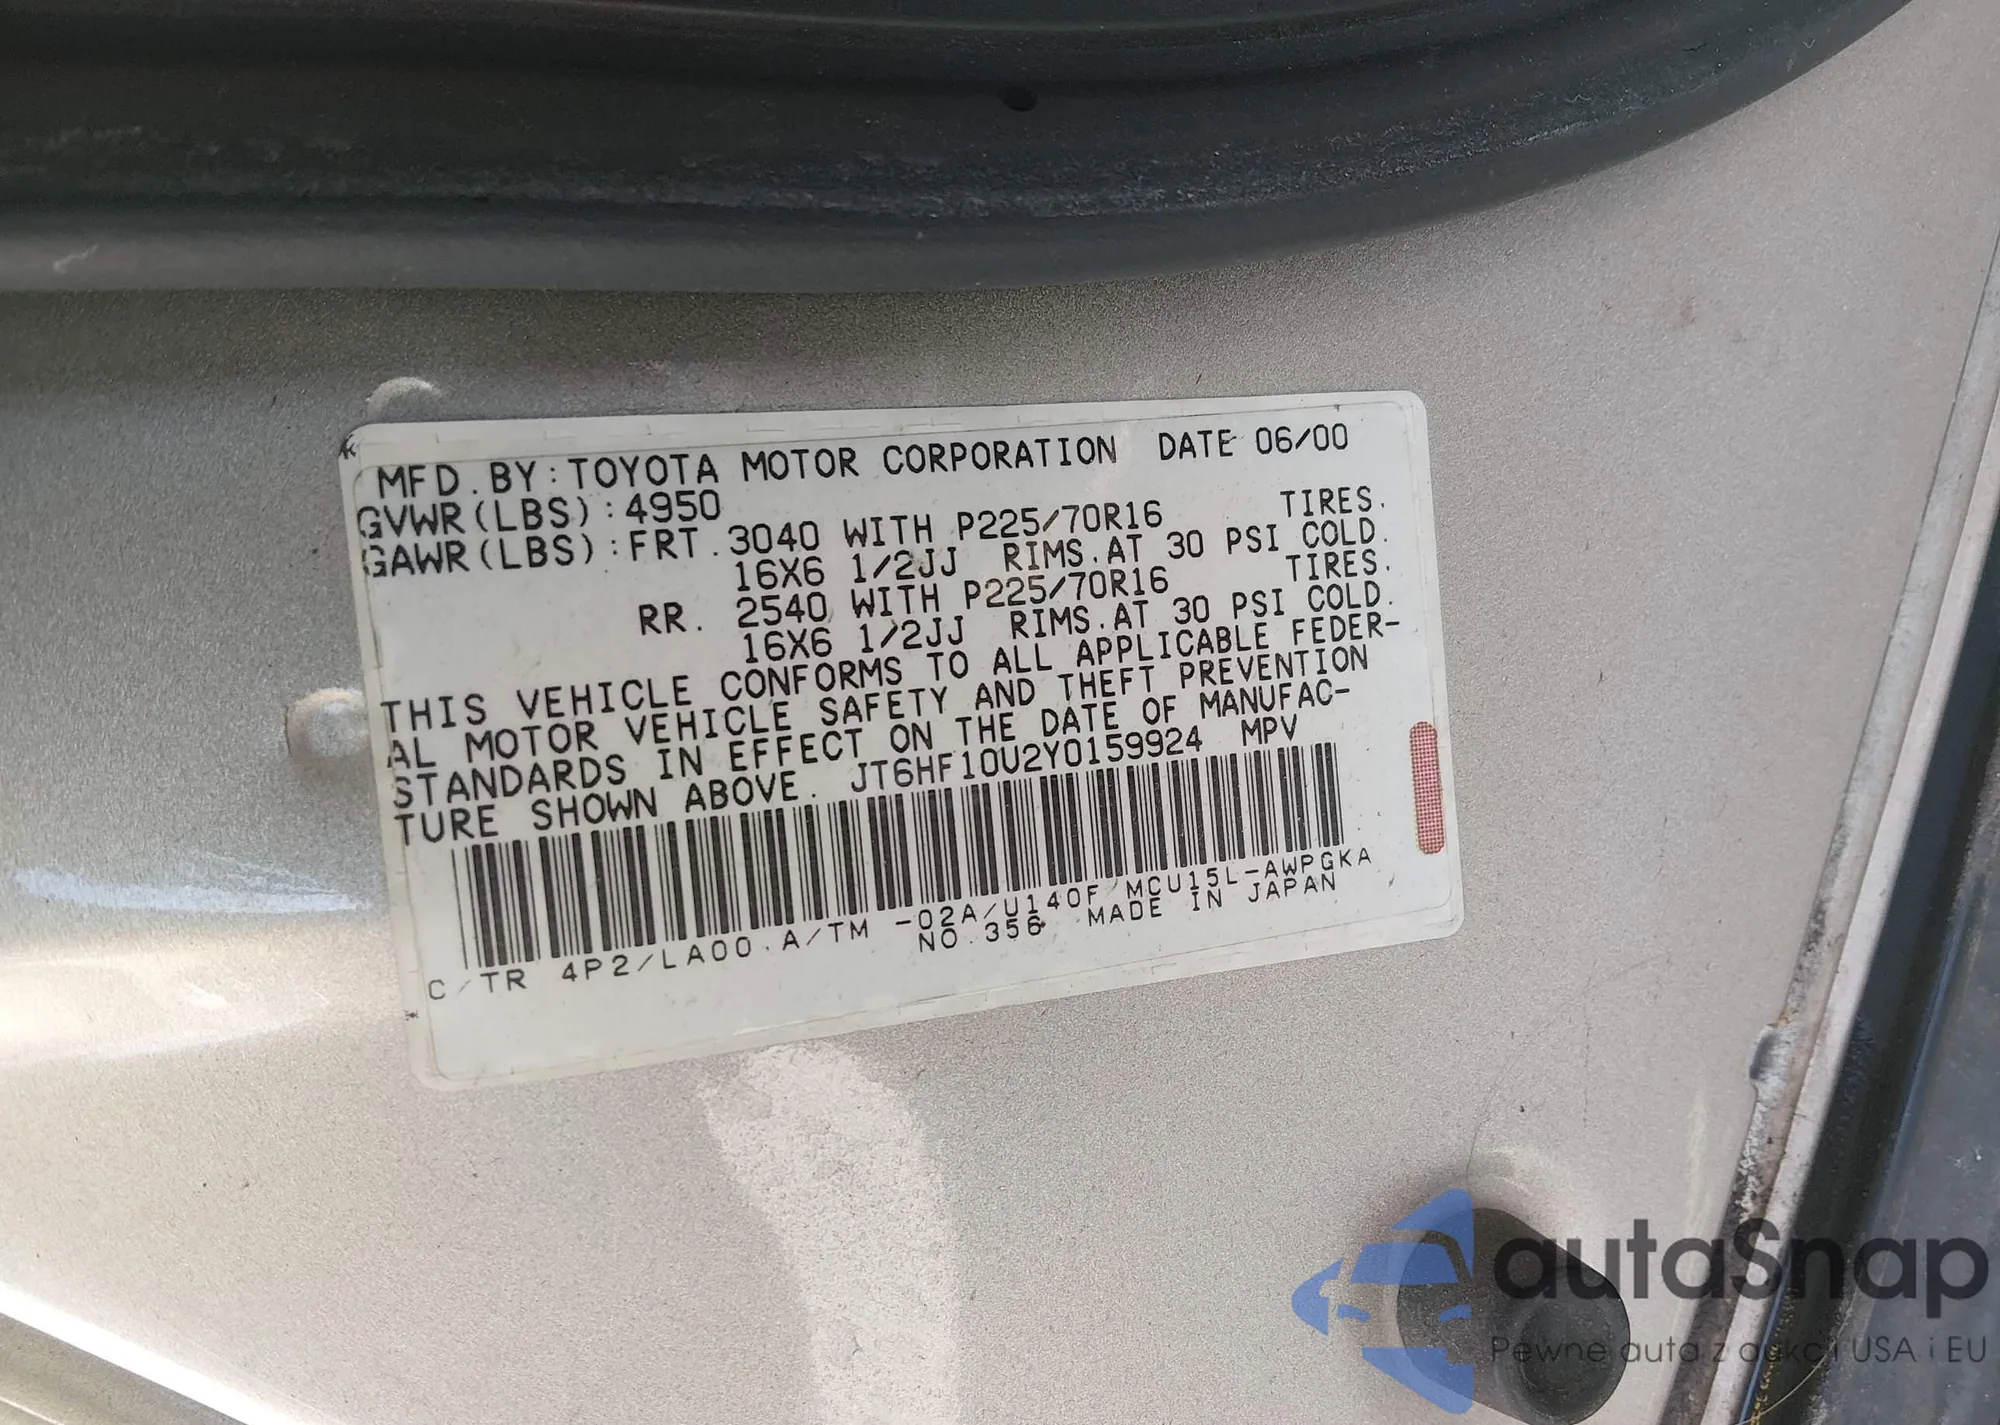 MFD.BY:TOYOTA MOTOR CORPORATION DATE 06/00
GVWR(LBS):4950
GAWR(LBS):FRT.3040 WITH P225/70R16 TIRES.
16X6 1/2JJ RIMS.AT 30 PSI COLD.
RR. 2540 WITH P225/70R16 TIRES.
16X6 1/2JJ RIMS.AT 30 PSI COLD.
THIS VEHICLE CONFORMS TO ALL APPLICABLE FEDER-
AL MOTOR VEHICLE SAFETY AND THEFT PREVENTION
STANDARDS IN EFFECT ON THE DATE OF MANUFAC-
TURE SHOWN ABOVE. JT6HF10U2Y0159924 MPV
C/TR 4P2/LA00.A/TM -02A/U140F MCU15L-AWPGKA
NO.356 MADE IN JAPAN
autaSnap
Pewne auta z aukcji USA i EU